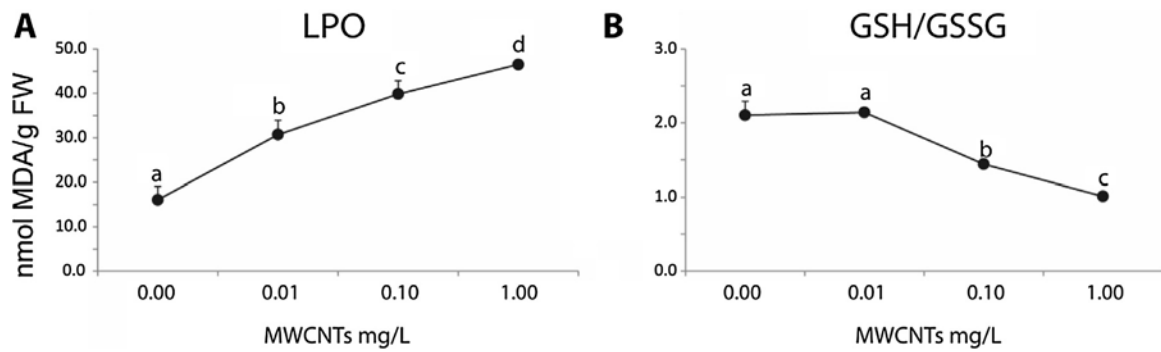 A LPO
nmol MDA/g FW
50.0
40.0
30.0
20.0
10.0
0.0
a
b
c
d
0.00 0.01 0.10 1.00
MWCNTs mg/L
B GSH/GSSG
3.0
2.0
1.0
0.0
a
a
b
c
0.00 0.01 0.10 1.00
MWCNTs mg/L